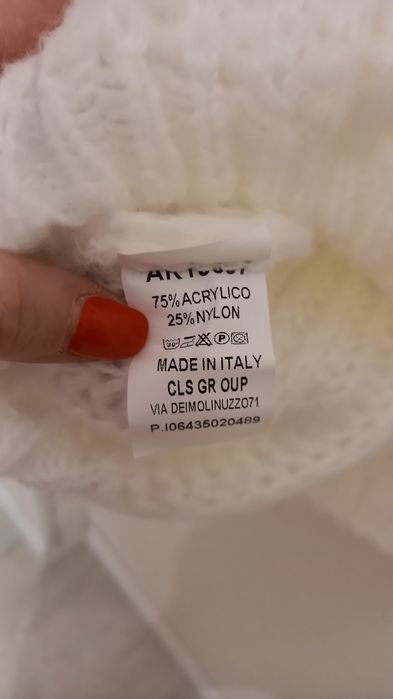 75%ACRYLICO
25%NYLON
P
MADE IN ITALY
CLS GR OUP
VIA DEIMOLINUZZO71
P.I06435020489